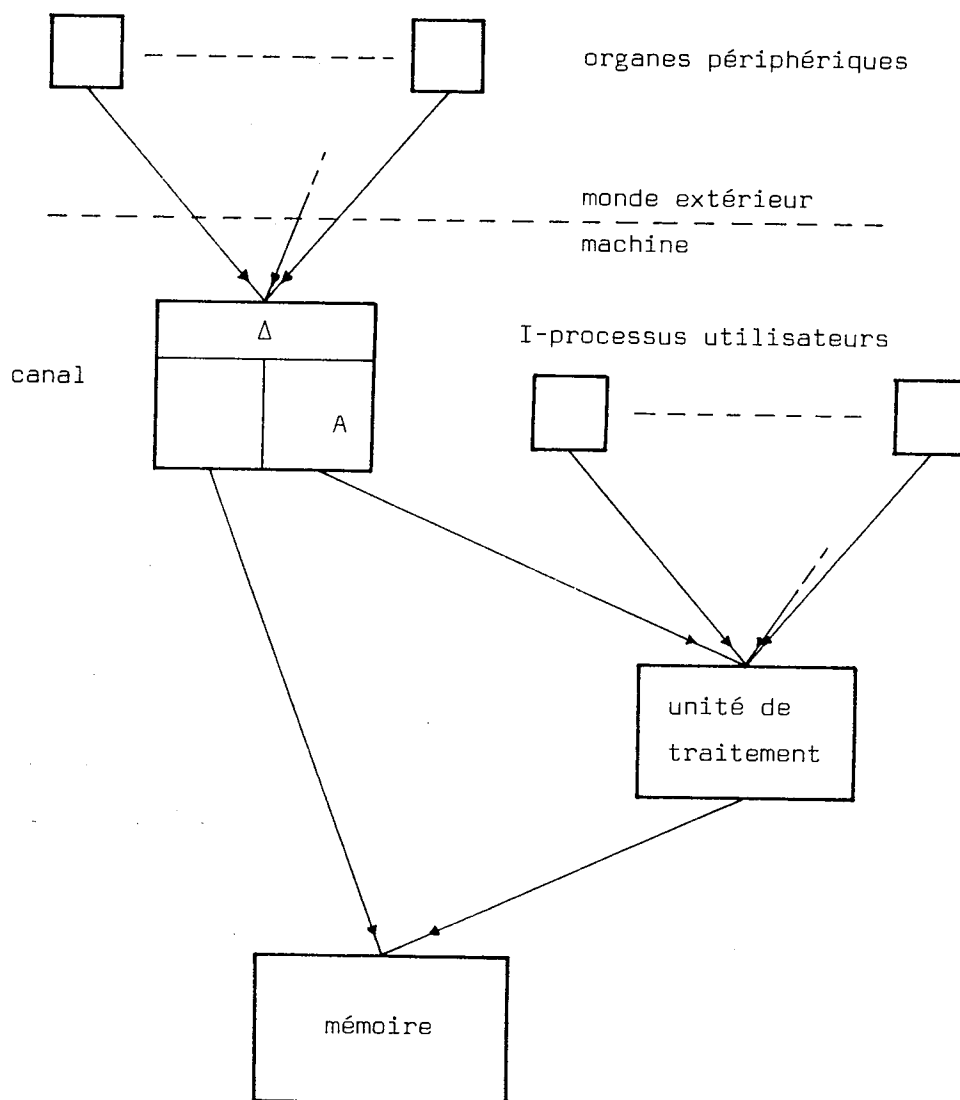 organes périphériques
monde extérieur
machine
Δ
I-processus utilisateurs
canal
A
unité de
traitement
mémoire